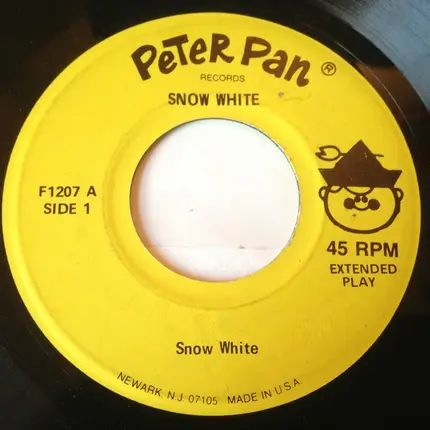 PETER PAN ®
RECORDS
SNOW WHITE
F1207 A
SIDE 1
45 RPM
EXTENDED
PLAY
Snow White
NEWARK, N.J. 07105 MADE IN U.S.A.